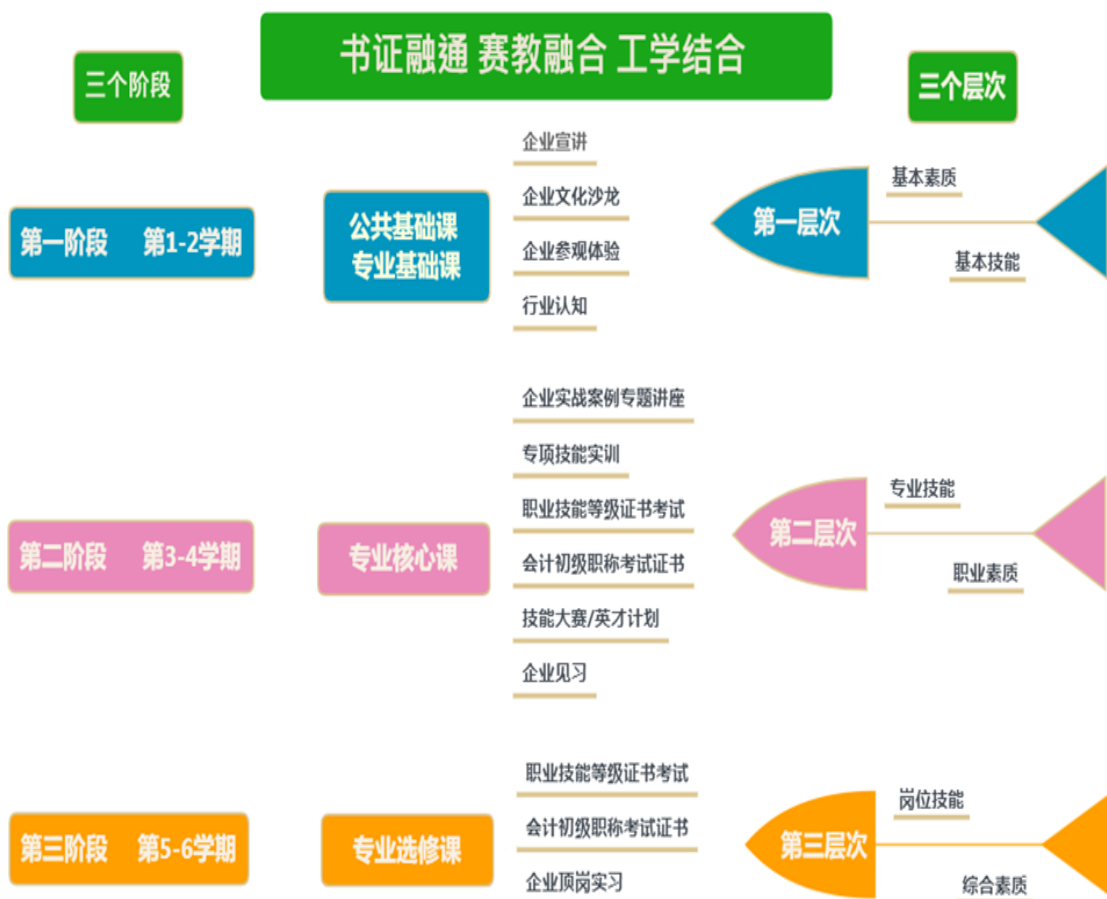 书证融通 赛教融合 工学结合
三个阶段
三个层次
第一阶段 第1-2学期
公共基础课
专业基础课
企业宣讲
企业文化沙龙
企业参观体验
行业认知
第一层次
基本素质
基本技能
第二阶段 第3-4学期
专业核心课
企业实战案例专题讲座
专项技能实训
职业技能等级证书考试
会计初级职称考试证书
技能大赛/英才计划
企业见习
第二层次
专业技能
职业素质
第三阶段 第5-6学期
专业选修课
职业技能等级证书考试
会计初级职称考试证书
企业顶岗实习
第三层次
岗位技能
综合素质